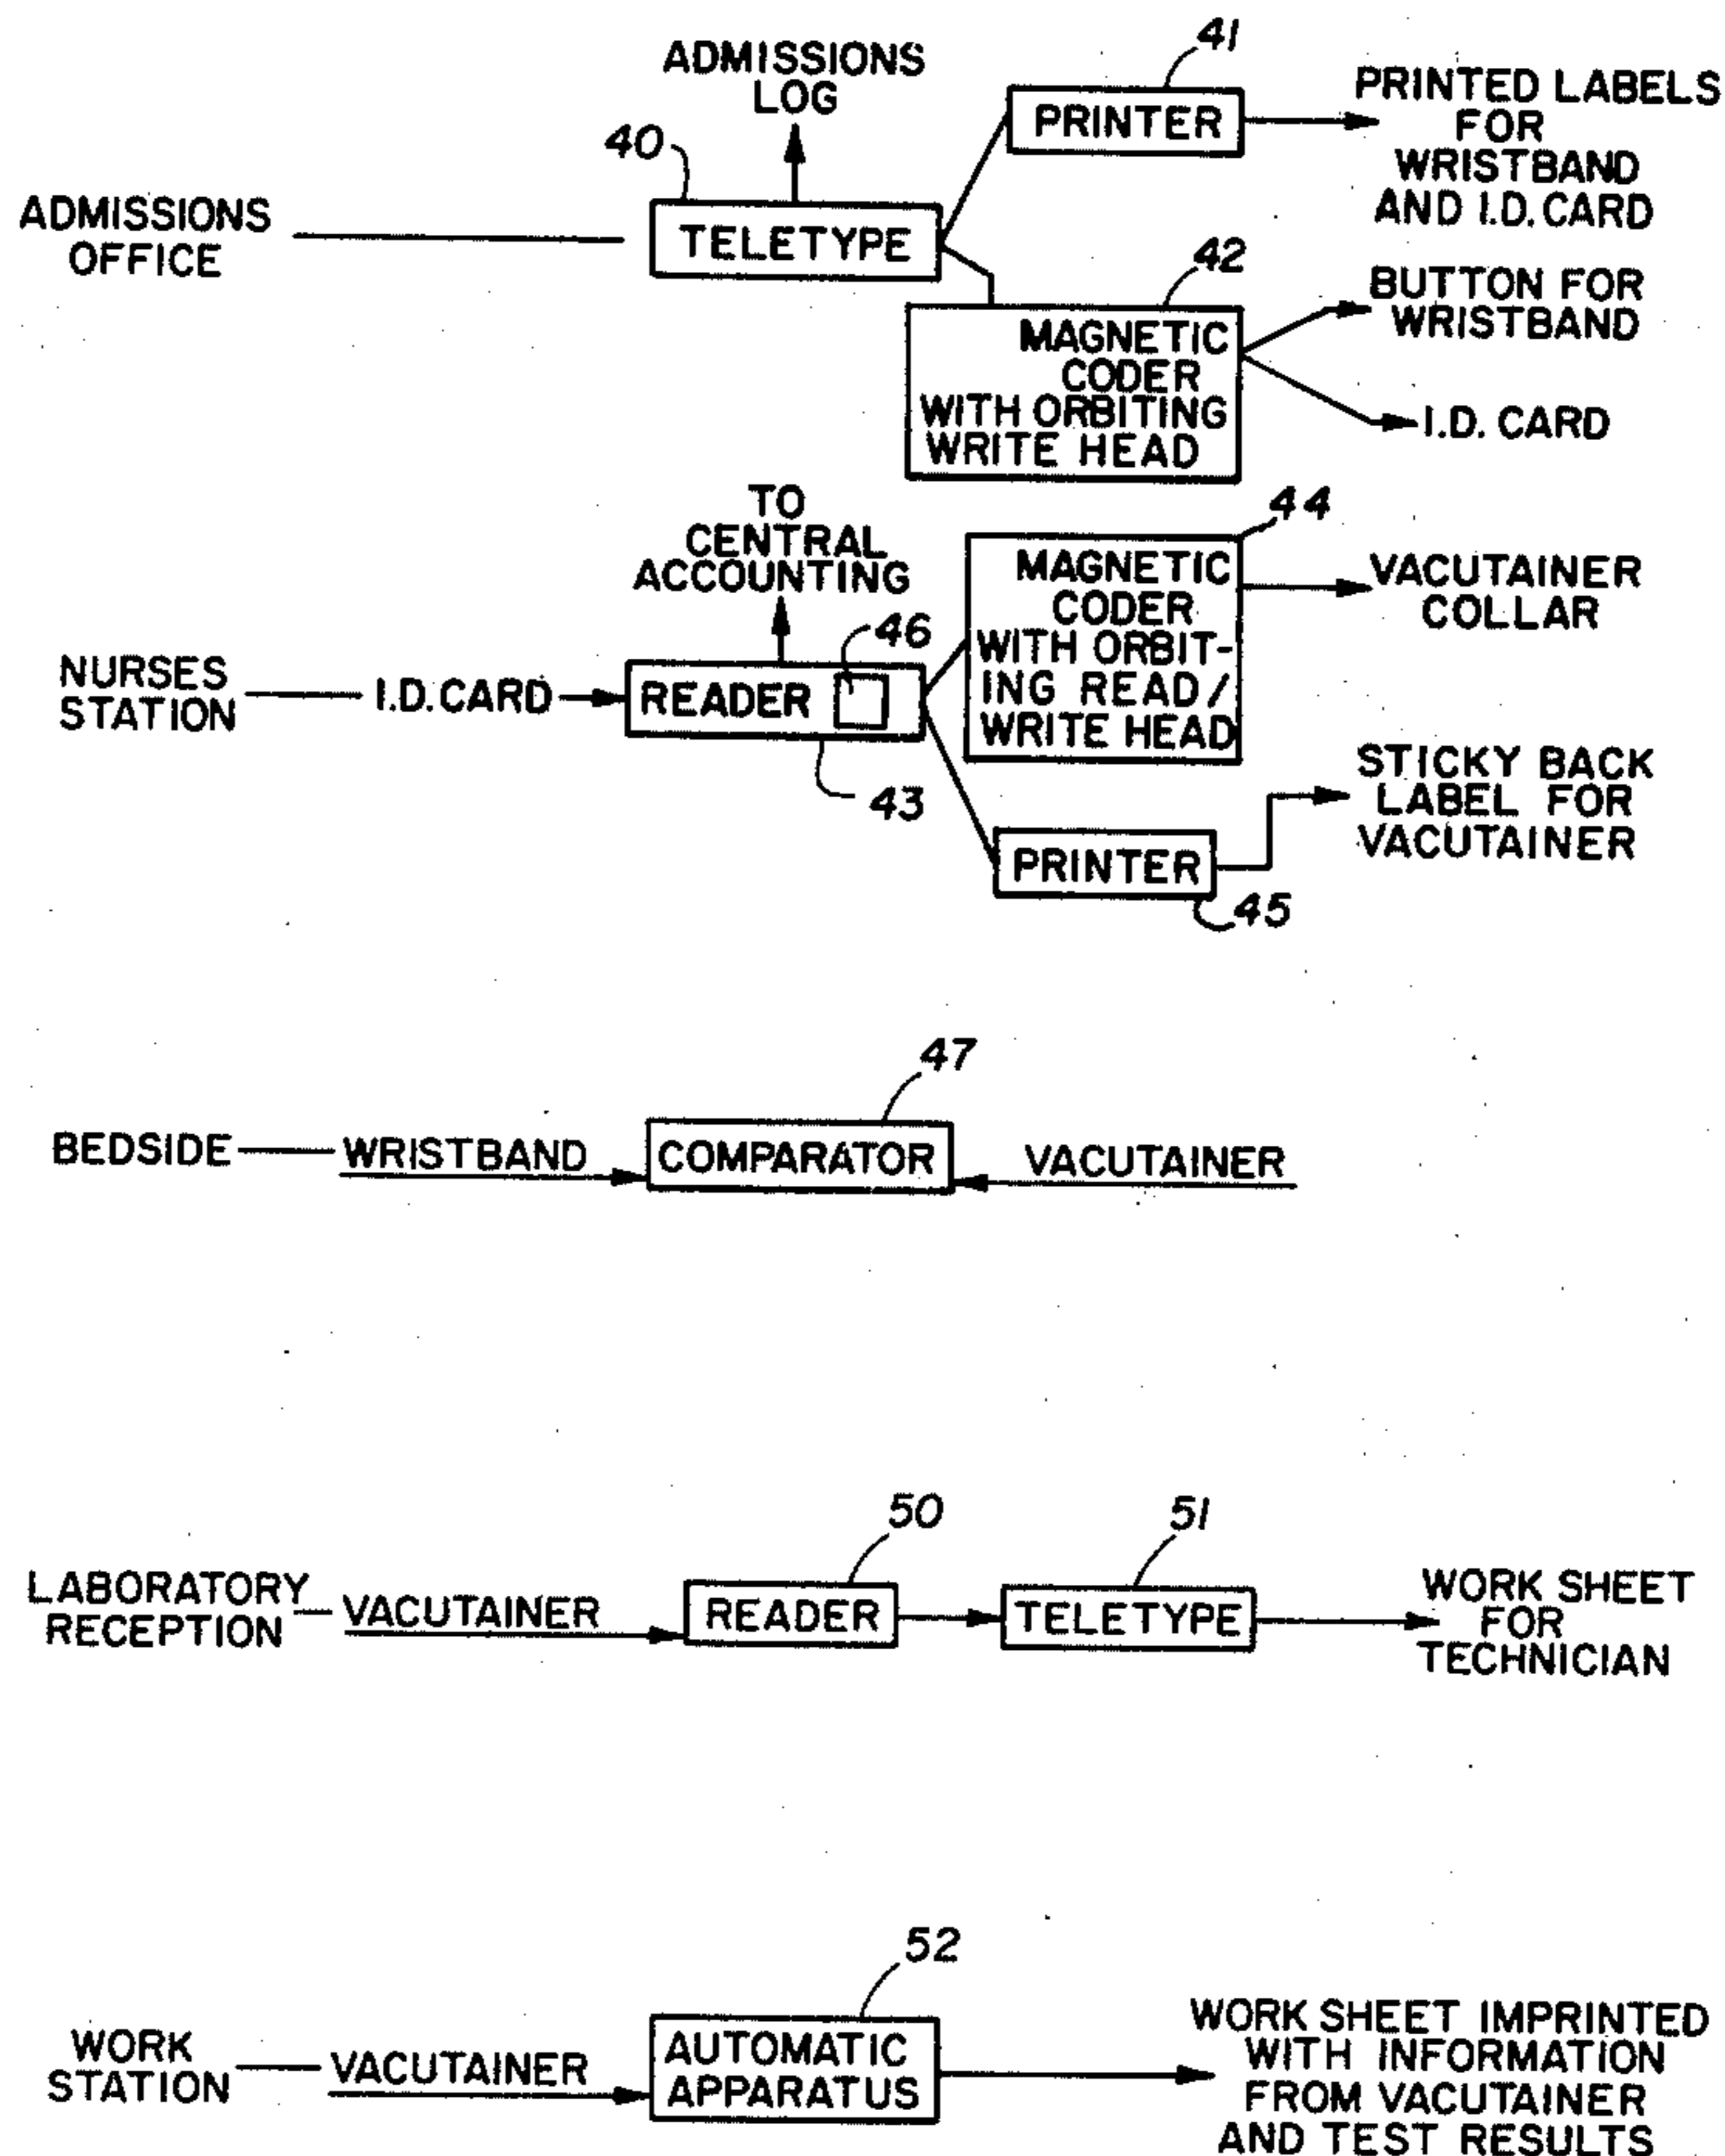 41
ADMISSIONS
LOG
PRINTED LABELS
FOR
WRISTBAND
AND I.D. CARD
PRINTER
40
ADMISSIONS
OFFICE
TELETYPE
42
BUTTON FOR
WRISTBAND
MAGNETIC
CODER
WITH ORBITING
WRITE HEAD
I.D. CARD
TO
CENTRAL
ACCOUNTING
44
MAGNETIC
CODER
WITH ORBIT-
ING READ/
WRITE HEAD
VACUTAINER
COLLAR
46
NURSES
STATION
I.D. CARD
READER
43
STICKY BACK
LABEL FOR
VACUTAINER
PRINTER
45
47
BEDSIDE
WRISTBAND
COMPARATOR
VACUTAINER
50
51
LABORATORY
RECEPTION
VACUTAINER
READER
TELETYPE
WORK SHEET
FOR
TECHNICIAN
52
WORK
STATION
VACUTAINER
AUTOMATIC
APPARATUS
WORK SHEET IMPRINTED
WITH INFORMATION
FROM VACUTAINER
AND TEST RESULTS